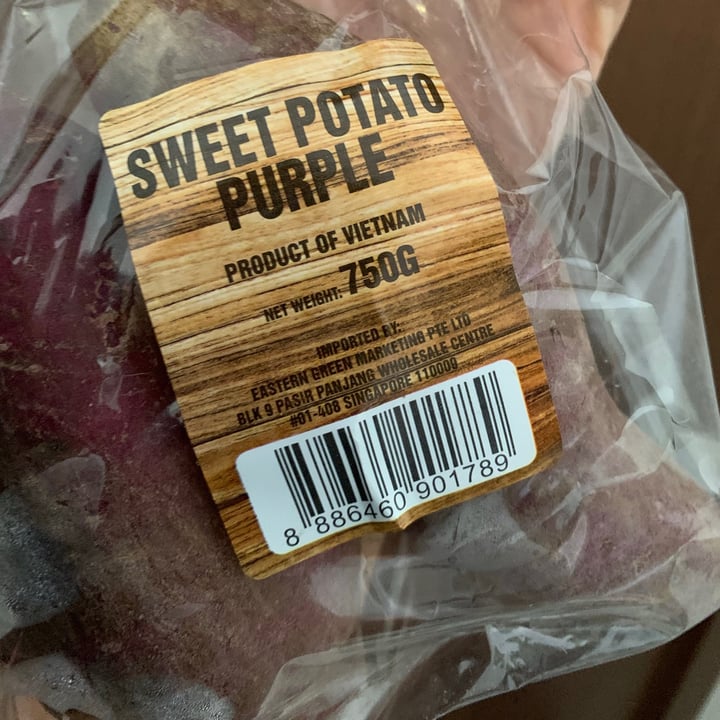 SWEET POTATO
PURPLE
PRODUCT OF VIETNAM
NET WEIGHT: 750G
IMPORTED BY:
EASTERN GREEN MARKETING PTE LTD
BLK 9 PASIR PANJANG WHOLESALE CENTRE
#01-408 SINGAPORE 110009
8 886460 901789